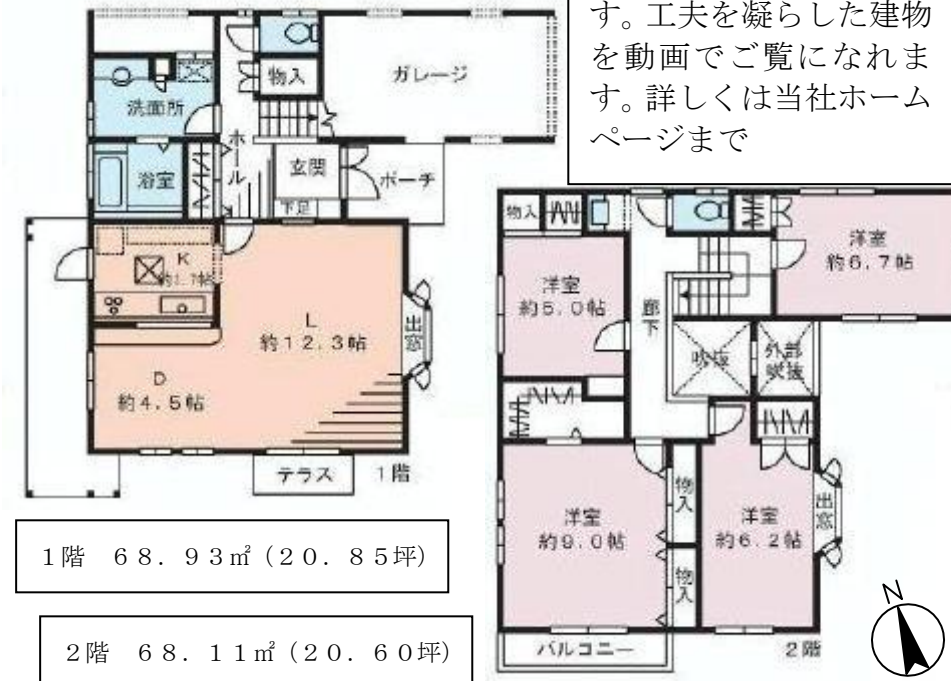 す。工夫を凝らした建物
を動画でご覧になれま
す。詳しくは当社ホーム
ページまで
物入
ガレージ
洗面所
ホール
玄関
ポーチ
浴室
下足
K
L
約12.3帖
出窓
D
約4.5帖
テラス
1階
1階 68.93㎡(20.85坪)
2階 68.11㎡(20.60坪)
物入
洋室
約6.7帖
洋室
約5.0帖
廊下
吹抜
外部
吹抜
洋室
約9.0帖
物入
物入
洋室
約6.2帖
出窓
バルコニー
2階
N